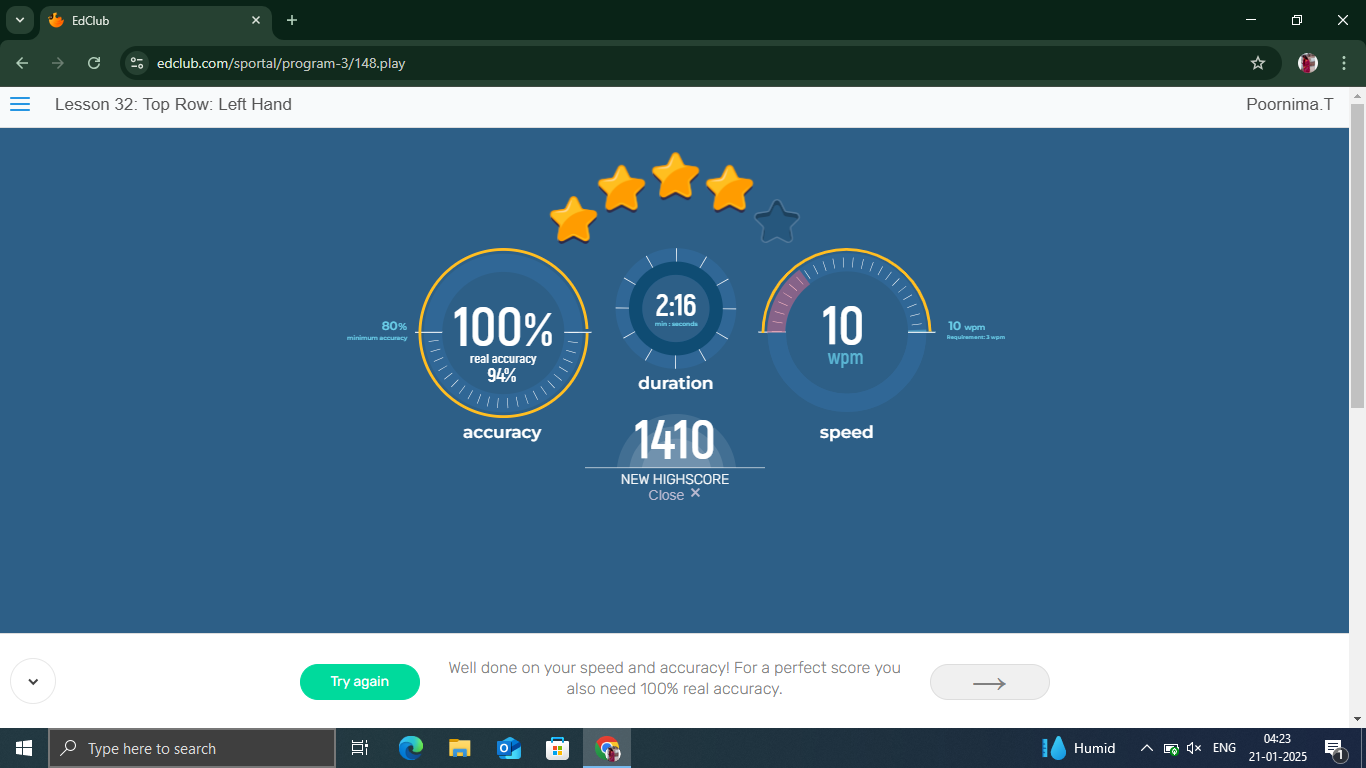 EdClub
edclub.com/sportal/program-3/148.play
Lesson 32: Top Row: Left Hand
Poornima.T
80%
minimum accuracy
100%
real accuracy
94%
accuracy
2:16
min : seconds
duration
10
wpm
speed
10 wpm
Requirement: 3 wpm
1410
NEW HIGHSCORE
Close ×
Try again
Well done on your speed and accuracy! For a perfect score you
also need 100% real accuracy.
Type here to search
Humid
ENG
04:23
21-01-2025
1